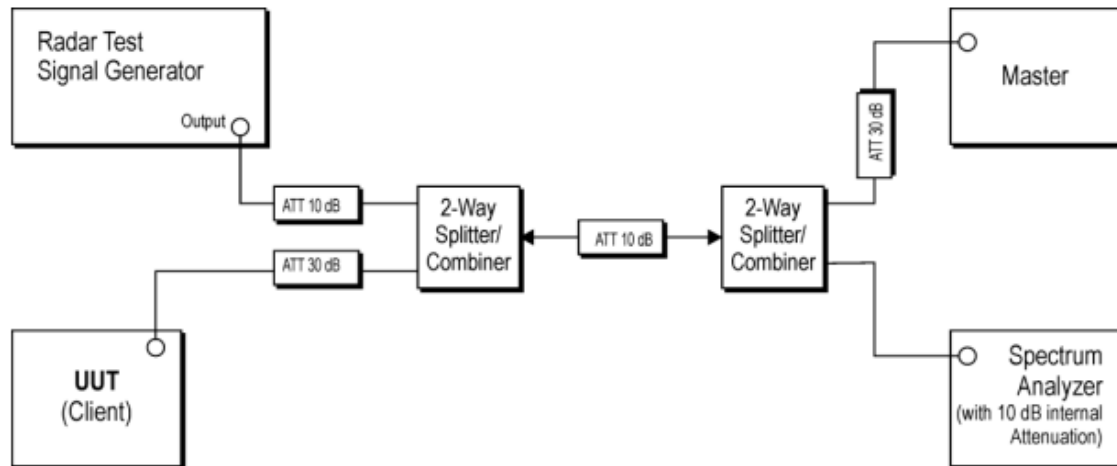 Radar Test
Signal Generator
Output
ATT 10 dB
ATT 30 dB
UUT
(Client)
2-Way
Splitter/
Combiner
ATT 10 dB
2-Way
Splitter/
Combiner
ATT 30 dB
Master
Spectrum
Analyzer
(with 10 dB internal
Attenuation)